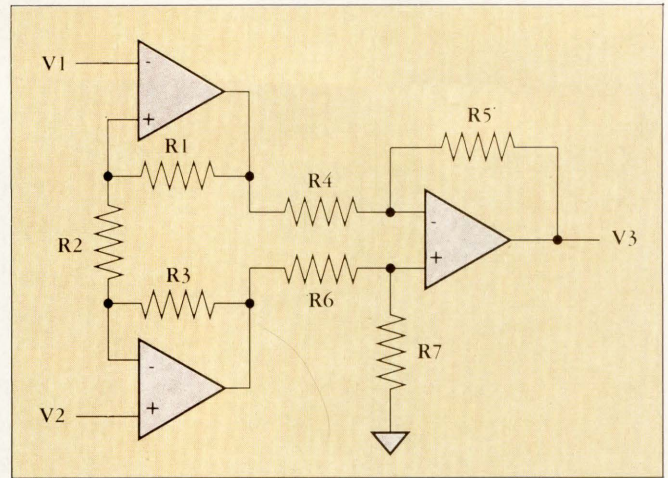 V1
-
+
R1
R5
R4
R2
-
+
V3
R3
R6
R7
-
+
V2